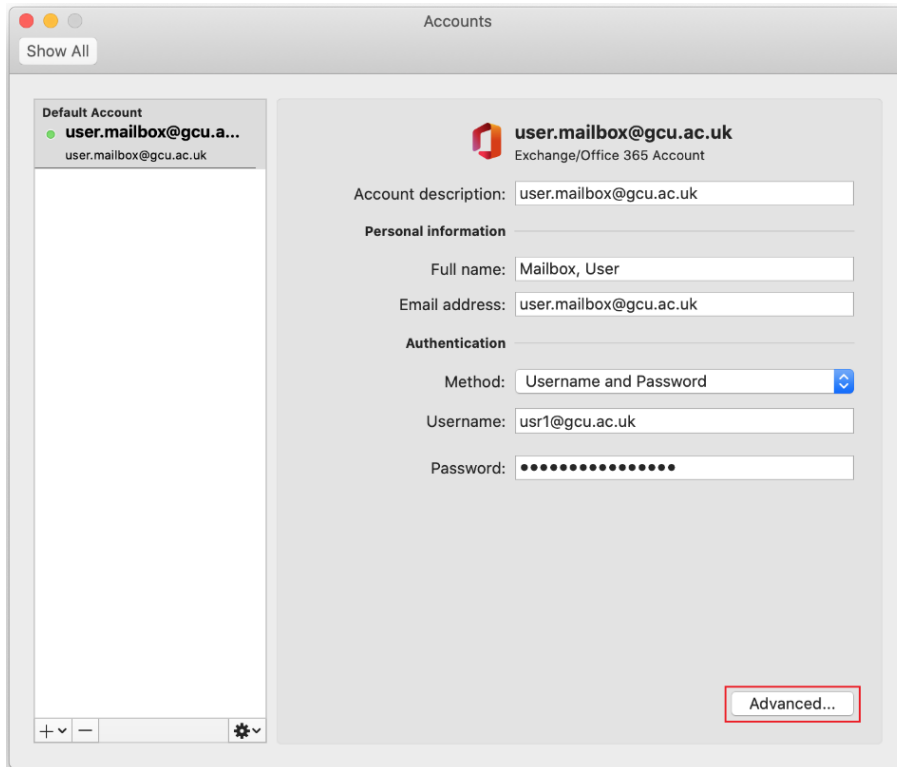 Accounts
Show All
Default Account
user.mailbox@gcu.a...
user.mailbox@gcu.ac.uk
user.mailbox@gcu.ac.uk
Exchange/Office 365 Account
Account description: user.mailbox@gcu.ac.uk
Personal information
Full name: Mailbox, User
Email address: user.mailbox@gcu.ac.uk
Authentication
Method: Username and Password
Username: usr1@gcu.ac.uk
Password: ••••••••••••••••
Advanced...